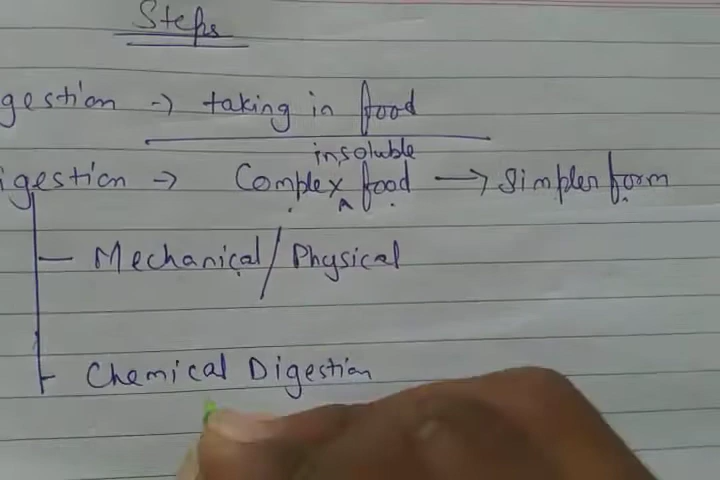 Steps
gestion → taking in food
insoluble
igestion → Complex ^ food → Simpler form
Mechanical/Physical
Chemical Digestion